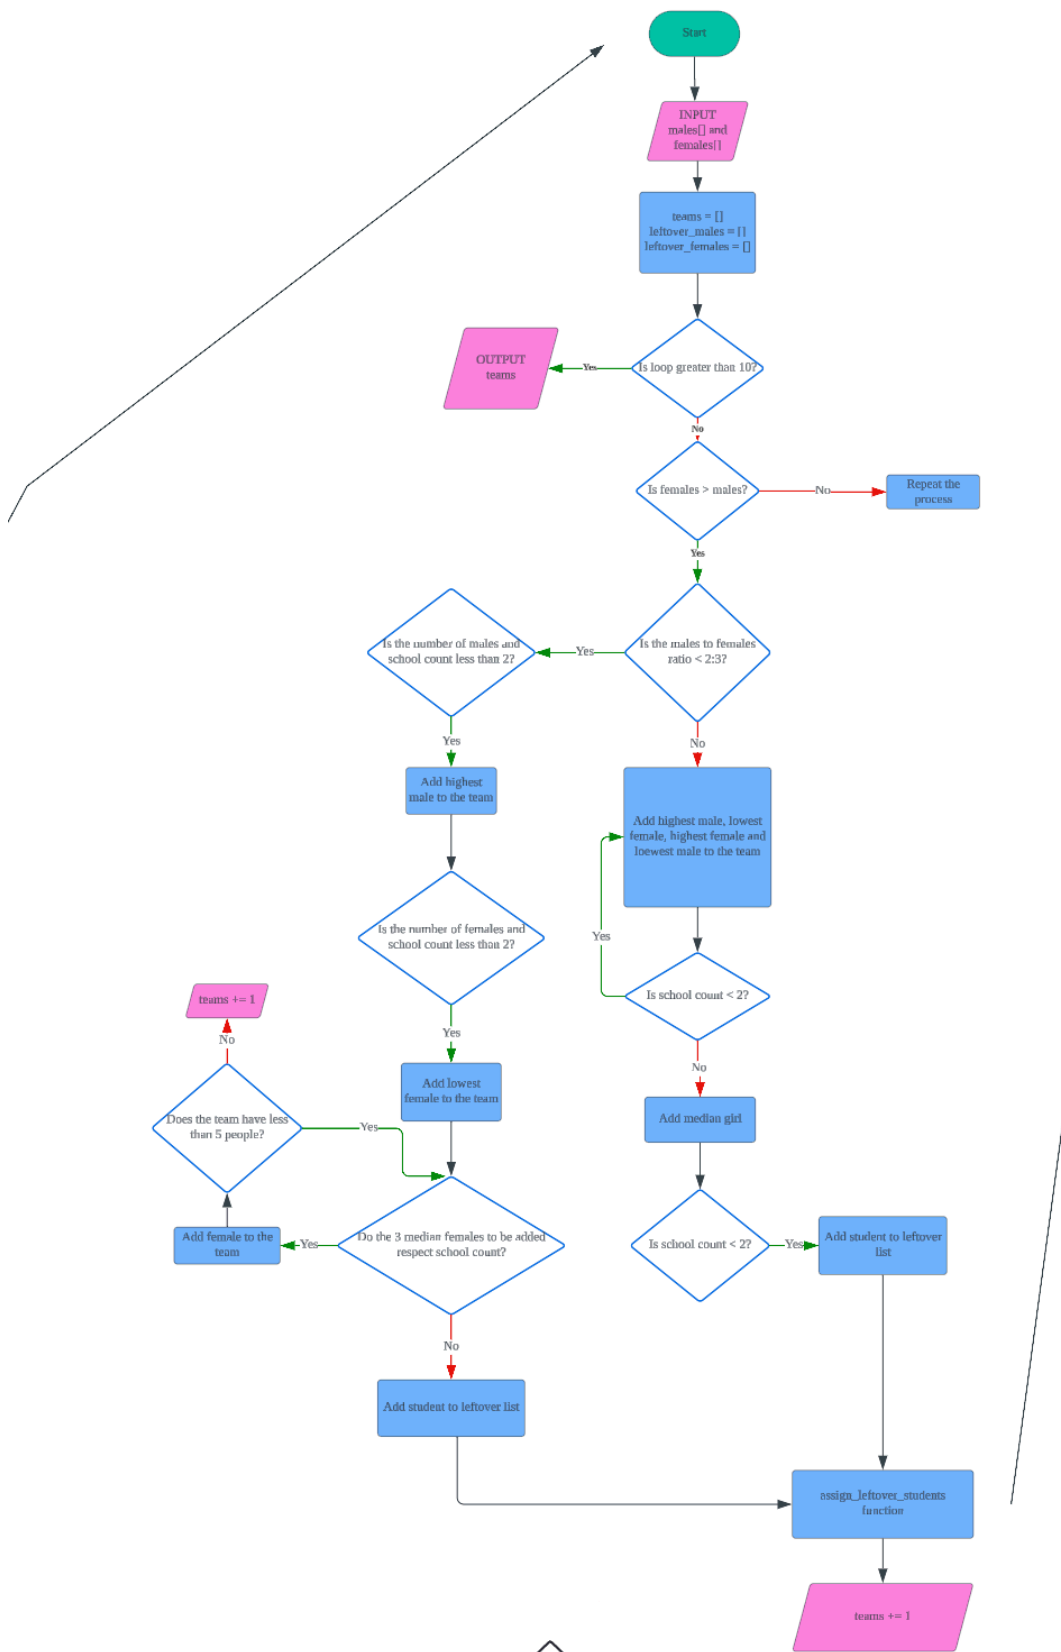 Start
INPUT
males[] and
females[]
teams = []
leftover_males = []
leftover_females = []
Is loop greater than 10?
Yes
OUTPUT
teams
No
Is females > males?
No
Repeat the
process
Yes
Is the males to females
ratio < 2:3?
Yes
Is the number of males and
school count less than 2?
Yes
Add highest
male to the team
Is the number of females and
school count less than 2?
Yes
Add lowest
female to the team
Do the 3 median females to be added
respect school count?
Yes
Add female to the
team
Does the team have less
than 5 people?
Yes
No
teams += 1
No
Add student to leftover list
No
Add highest male, lowest
female, highest female and
loewest male to the team
Is school count < 2?
Yes
No
Add median girl
Is school count < 2?
Yes
Add student to leftover
list
assign_leftover_students
function
teams += 1